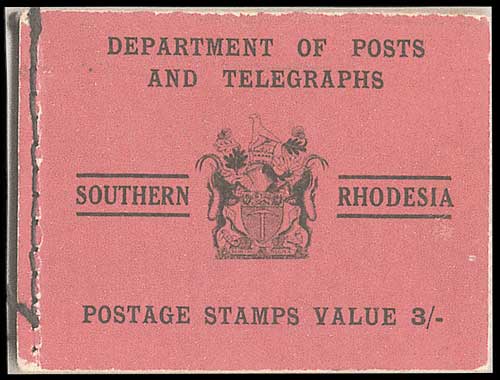 DEPARTMENT OF POSTS
AND TELEGRAPHS
SOUTHERN RHODESIA
POSTAGE STAMPS VALUE 3/-